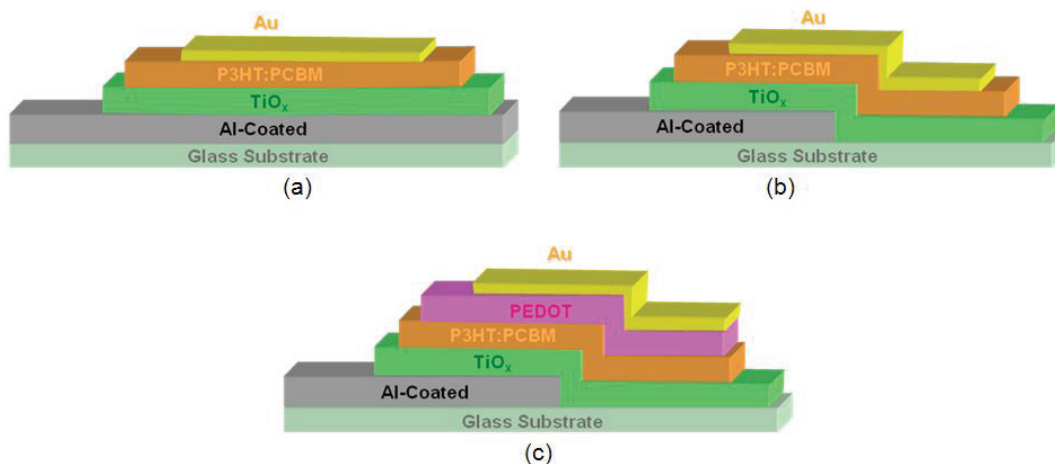 Au
P3HT:PCBM
TiOx
Al-Coated
Glass Substrate
(a)
Au
P3HT:PCBM
TiOx
Al-Coated
Glass Substrate
(b)
Au
PEDOT
P3HT:PCBM
TiOx
Al-Coated
Glass Substrate
(c)